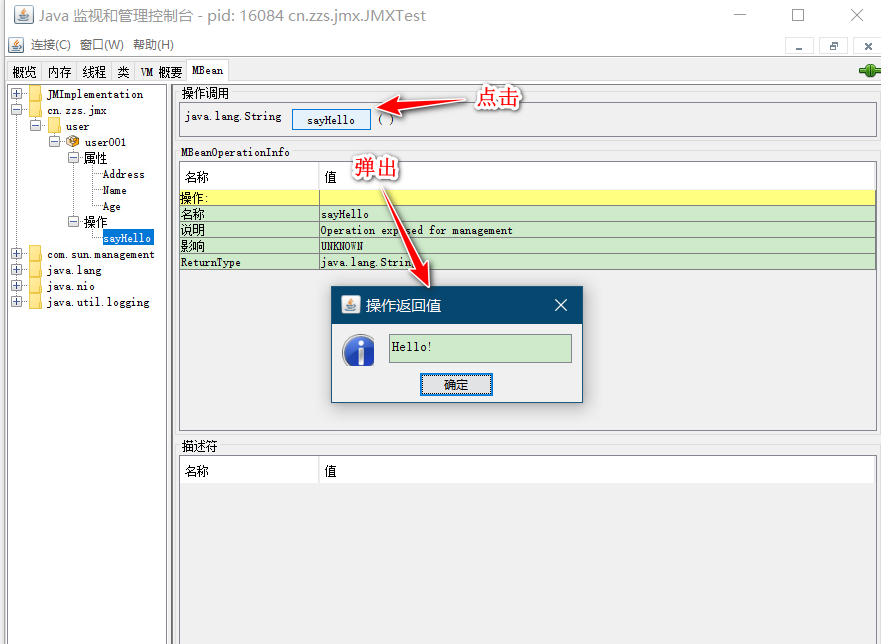 Java 监视和管理控制台 - pid: 16084 cn.zzs.jmx.JMXTest
连接(C) 窗口(W) 帮助(H)
概览 内存 线程 类 VM 概要 MBean
JMImplementation
cn.zzs.jmx
user
user001
属性
Address
Name
Age
操作
sayHello
com.sun.management
java.lang
java.nio
java.util.logging
操作调用
java.lang.String sayHello ( )
点击
MBeanOperationInfo
弹出
名称 值
操作:
名称 sayHello
说明 Operation exposed for management
影响 UNKNOWN
ReturnType java.lang.String
操作返回值
Hello!
确定
描述符
名称 值